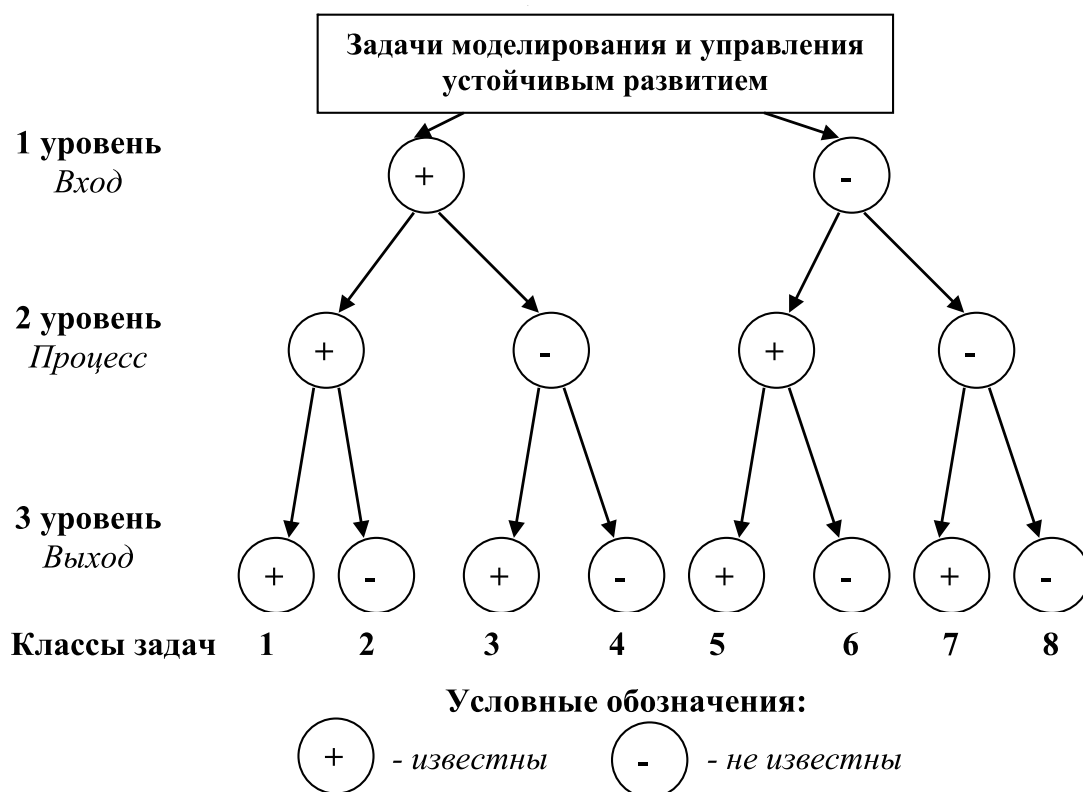 Задачи моделирования и управления
устойчивым развитием
1 уровень
Вход
+ -
2 уровень
Процесс
+ - + -
3 уровень
Выход
+ - + - + - + -
Классы задач 1 2 3 4 5 6 7 8
Условные обозначения:
+ - известны - - не известны